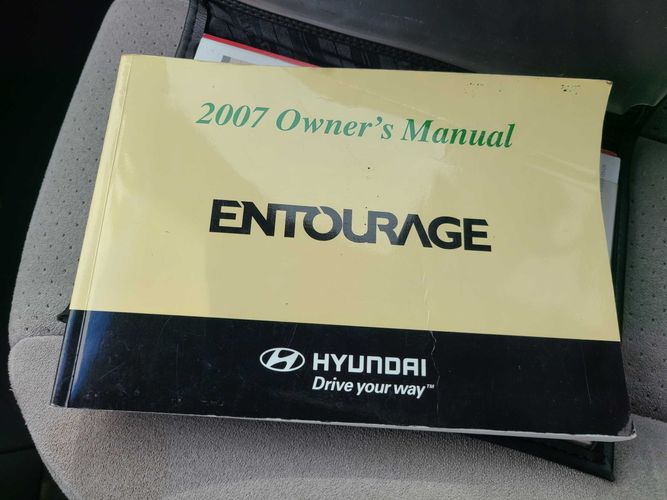 2007 Owner's Manual
ENTOURAGE
HYUNDAI
Drive your way™